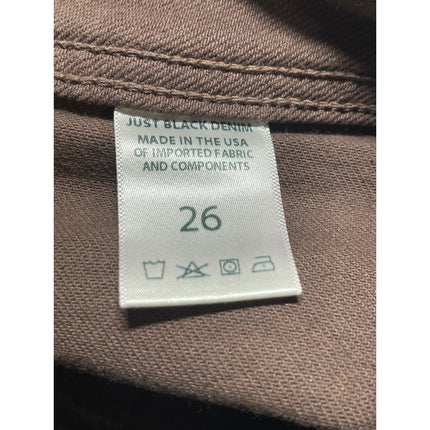 JUST BLACK DENIM
MADE IN THE USA
OF IMPORTED FABRIC
AND COMPONENTS
26